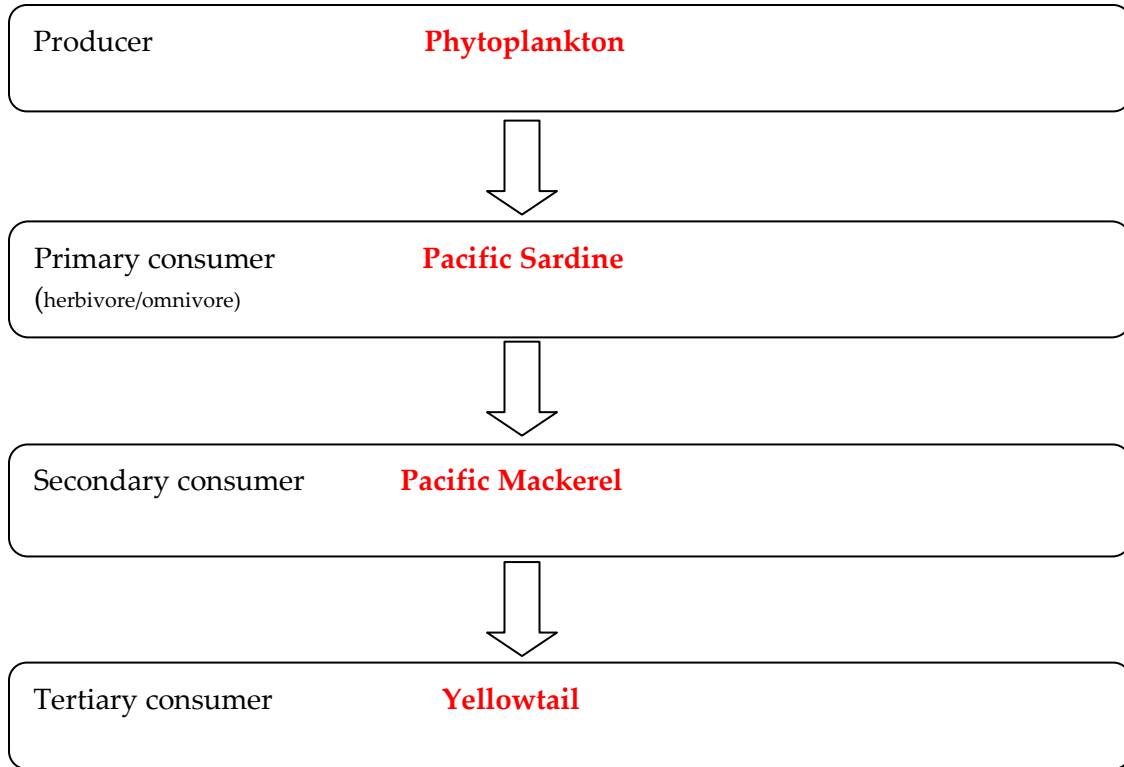 Producer Phytoplankton
Primary consumer Pacific Sardine
(herbivore/omnivore)
Secondary consumer Pacific Mackerel
Tertiary consumer Yellowtail